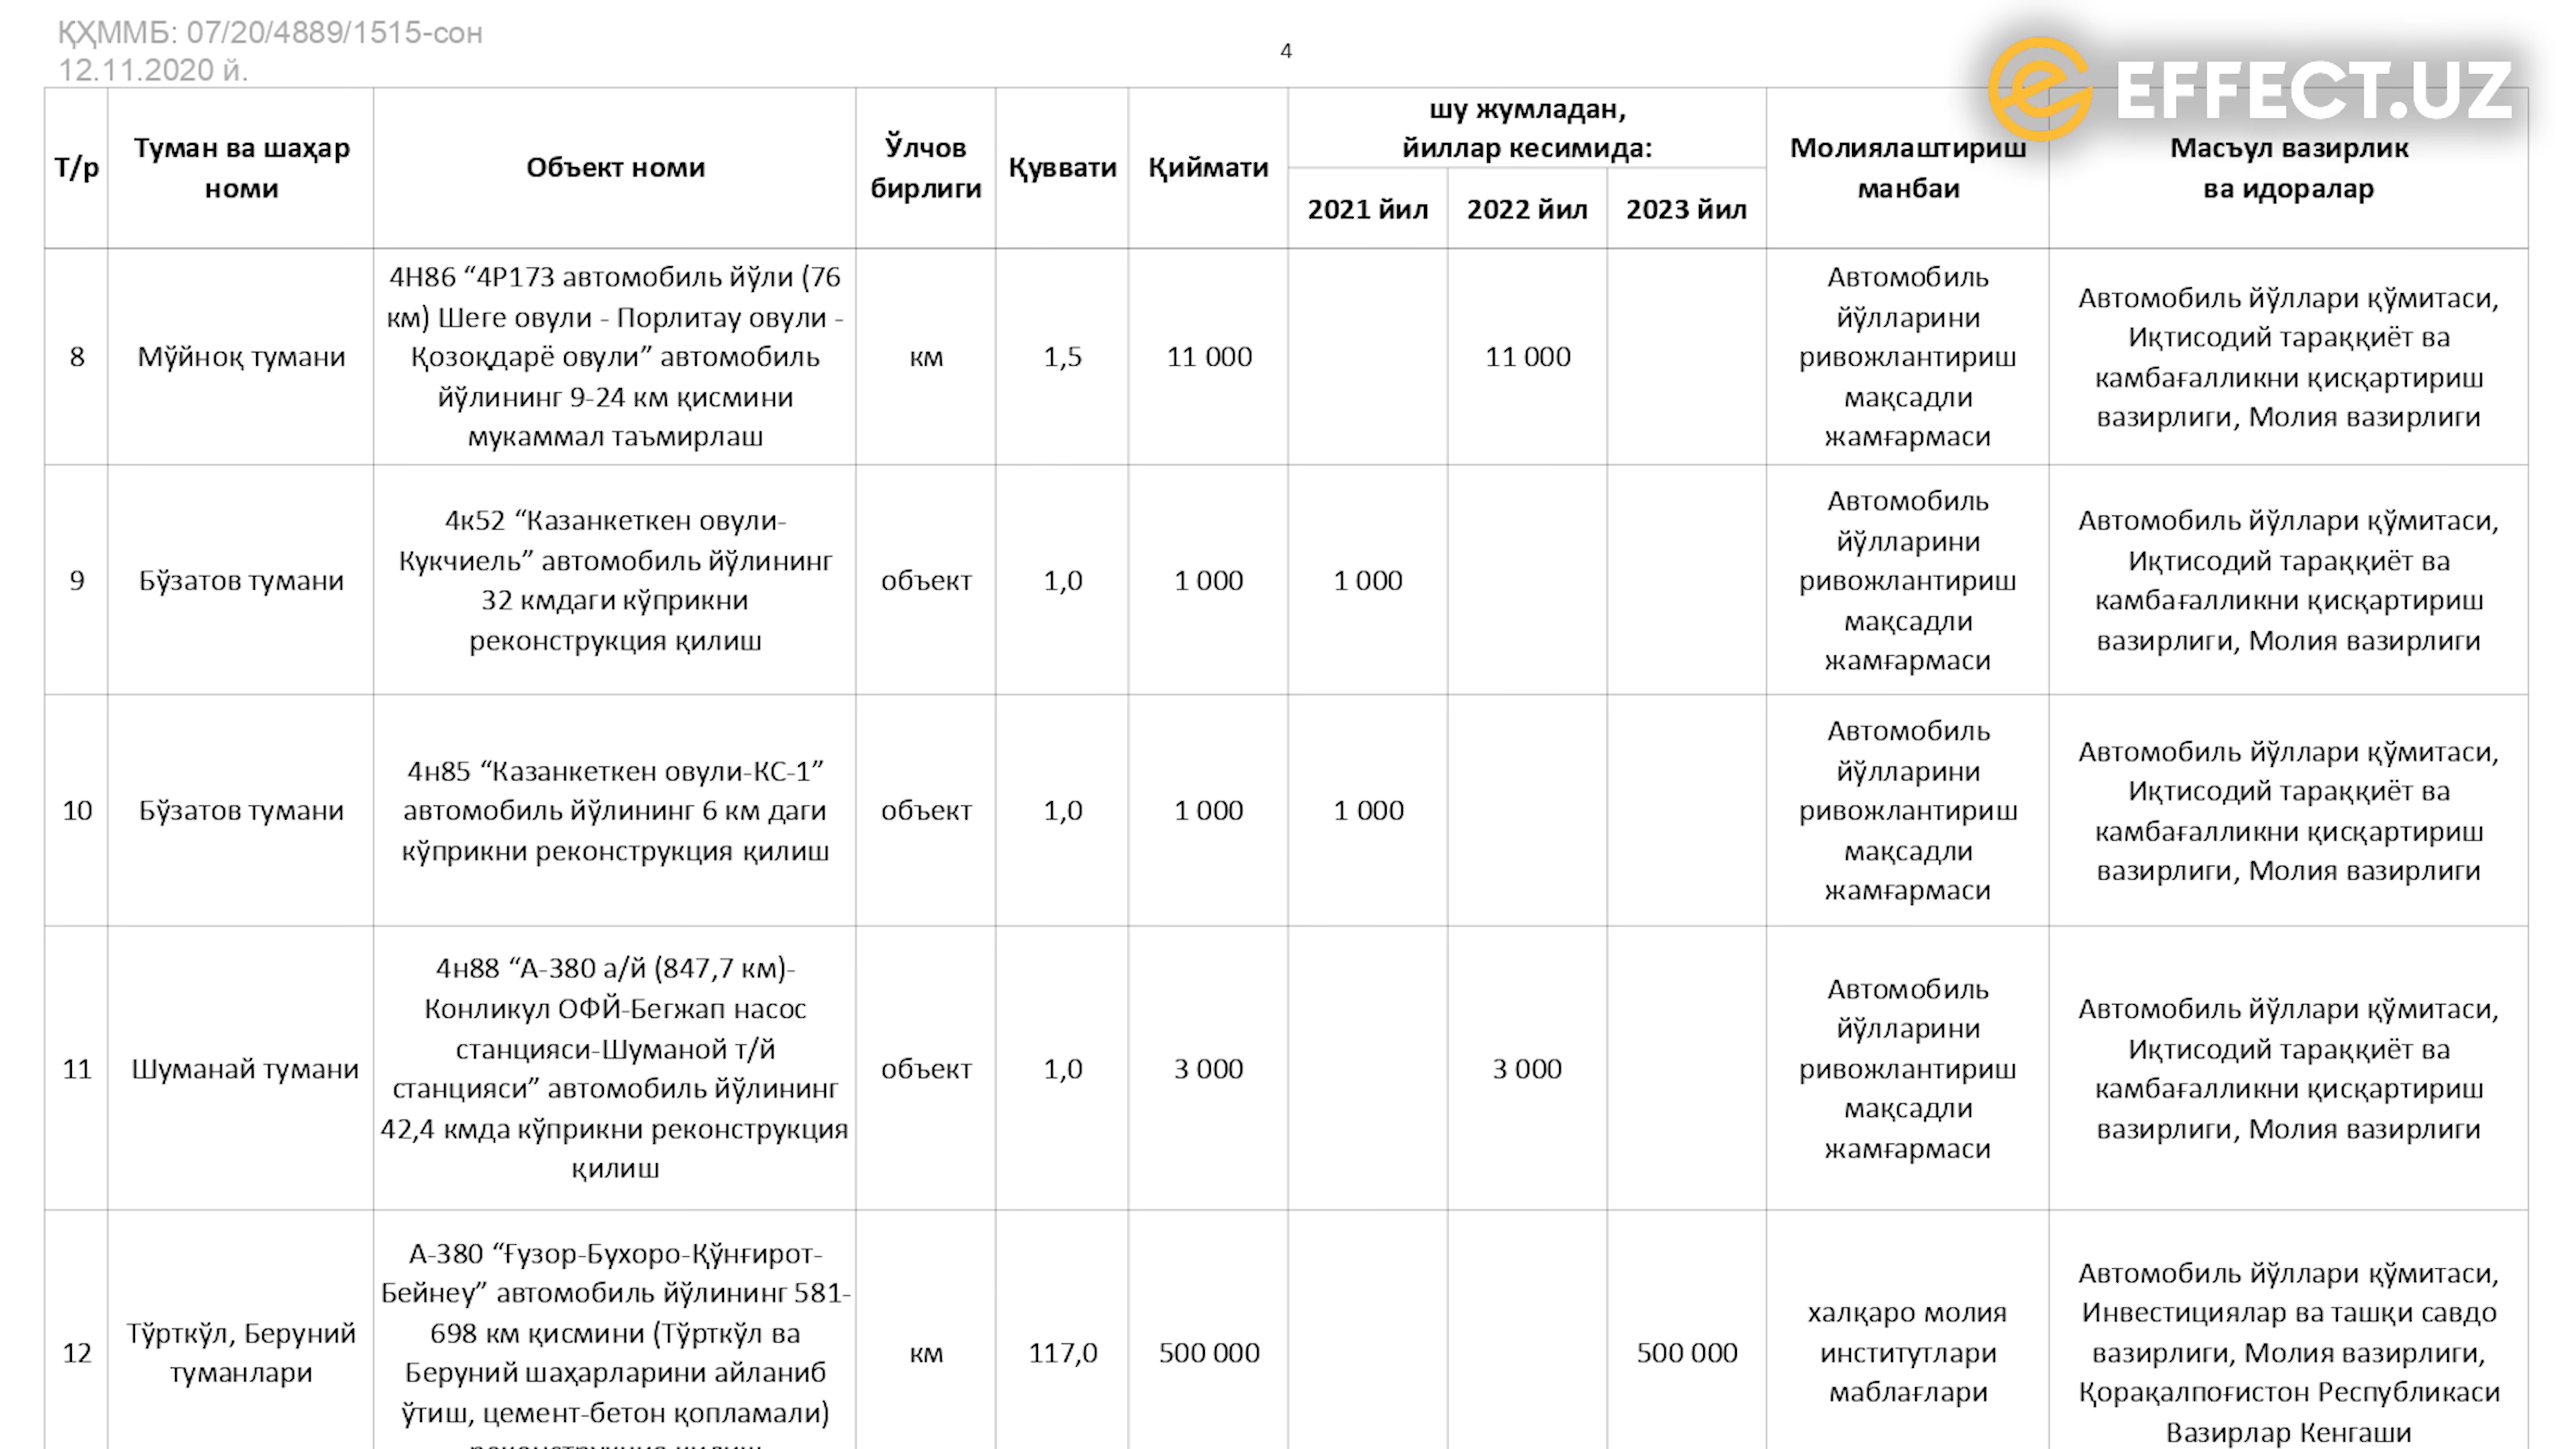 ҚҲММБ: 07/20/4889/1515-сон
12.11.2020 й.
4
EFFECT.UZ
Т/р
Туман ва шаҳар
номи
Объект номи
Ўлчов
бирлиги
Қуввати
Қиймати
шу жумладан,
йиллар кесимида:
2021 йил
2022 йил
2023 йил
Молиялаштириш
манбаи
Масъул вазирлик
ва идоралар
8
Мўйноқ тумани
4Н86 “4Р173 автомобиль йўли (76
км) Шеге овули - Порлитау овули -
Қозоқдарё овули” автомобиль
йўлининг 9-24 км қисмини
мукаммал таъмирлаш
км
1,5
11 000
11 000
Автомобиль
йўлларини
ривожлантириш
мақсадли
жамғармаси
Автомобиль йўллари қўмитаси,
Иқтисодий тараққиёт ва
камбағалликни қисқартириш
вазирлиги, Молия вазирлиги
9
Бўзатов тумани
4к52 “Казанкеткен овули-
Кукчиель” автомобиль йўлининг
32 кмдаги кўприкни
реконструкция қилиш
объект
1,0
1 000
1 000
Автомобиль
йўлларини
ривожлантириш
мақсадли
жамғармаси
Автомобиль йўллари қўмитаси,
Иқтисодий тараққиёт ва
камбағалликни қисқартириш
вазирлиги, Молия вазирлиги
10
Бўзатов тумани
4н85 “Казанкеткен овули-КС-1”
автомобиль йўлининг 6 км даги
кўприкни реконструкция қилиш
объект
1,0
1 000
1 000
Автомобиль
йўлларини
ривожлантириш
мақсадли
жамғармаси
Автомобиль йўллари қўмитаси,
Иқтисодий тараққиёт ва
камбағалликни қисқартириш
вазирлиги, Молия вазирлиги
11
Шуманай тумани
4н88 “А-380 а/й (847,7 км)-
Конликул ОФЙ-Бегжап насос
станцияси-Шуманой т/й
станцияси” автомобиль йўлининг
42,4 кмда кўприкни реконструкция
қилиш
объект
1,0
3 000
3 000
Автомобиль
йўлларини
ривожлантириш
мақсадли
жамғармаси
Автомобиль йўллари қўмитаси,
Иқтисодий тараққиёт ва
камбағалликни қисқартириш
вазирлиги, Молия вазирлиги
12
Тўрткўл, Беруний
туманлари
А-380 “Ғузор-Бухоро-Қўнғирот-
Бейнеу” автомобиль йўлининг 581-
698 км қисмини (Тўрткўл ва
Беруний шаҳарларини айланиб
ўтиш, цемент-бетон қопламали)
км
117,0
500 000
500 000
халқаро молия
институтлари
маблағлари
Автомобиль йўллари қўмитаси,
Инвестициялар ва ташқи савдо
вазирлиги, Молия вазирлиги,
Қорақалпоғистон Республикаси
Вазирлар Кенгаши